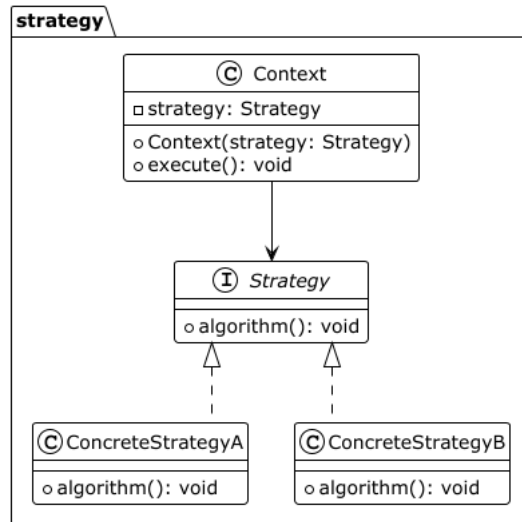 strategy
C Context
strategy: Strategy
Context(strategy: Strategy)
execute(): void
I Strategy
algorithm(): void
C ConcreteStrategyA
algorithm(): void
C ConcreteStrategyB
algorithm(): void